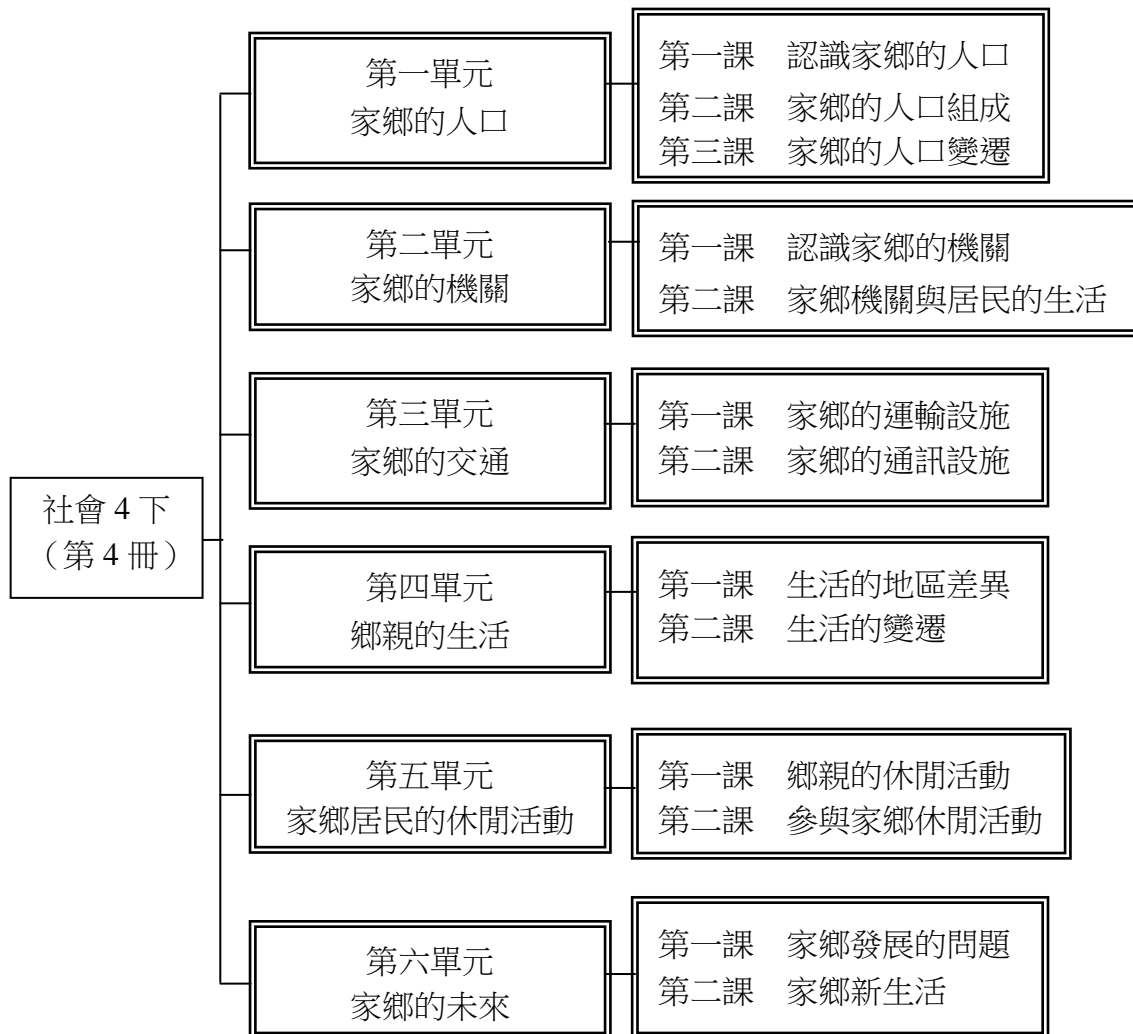 第一單元
家鄉的人口
第一課 認識家鄉的人口
第二課 家鄉的人口組成
第三課 家鄉的人口變遷
第二單元
家鄉的機關
第一課 認識家鄉的機關
第二課 家鄉機關與居民的生活
第三單元
家鄉的交通
第一課 家鄉的運輸設施
第二課 家鄉的通訊設施
社會 4 下
（第 4 冊）
第四單元
鄉親的生活
第一課 生活的地區差異
第二課 生活的變遷
第五單元
家鄉居民的休閒活動
第一課 鄉親的休閒活動
第二課 參與家鄉休閒活動
第六單元
家鄉的未來
第一課 家鄉發展的問題
第二課 家鄉新生活